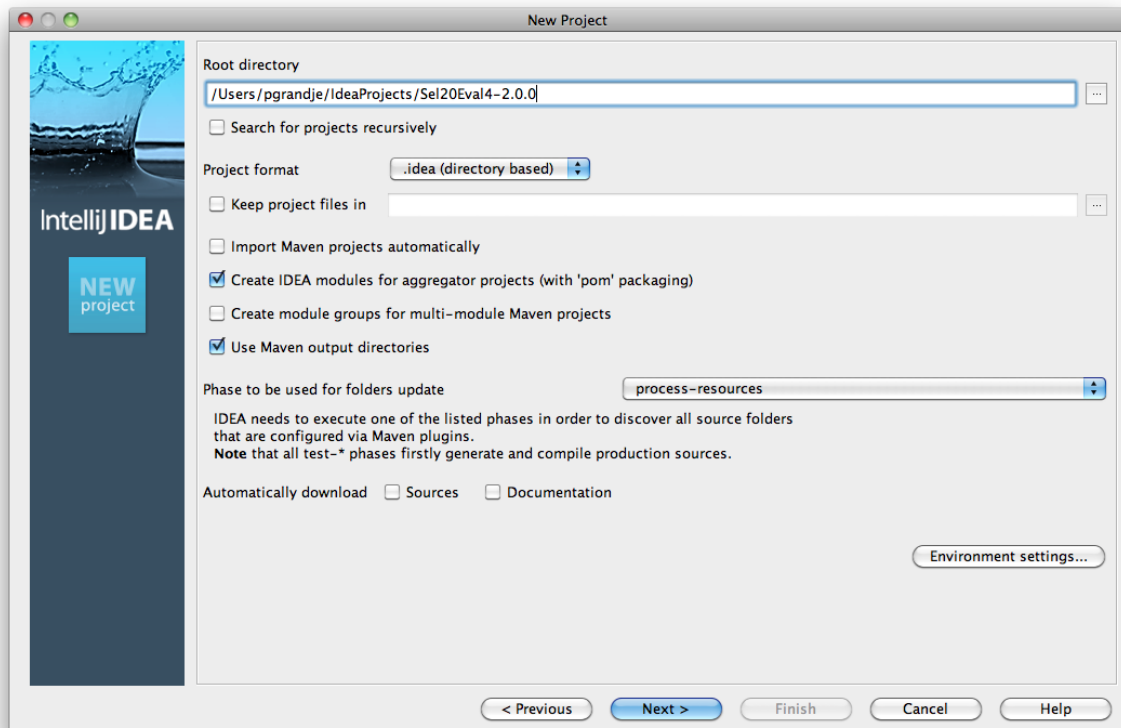 New Project
IntelliJIDEA
NEW
project
Root directory
/Users/pgrandje/IdeaProjects/Sel20Eval4-2.0.0
...
Search for projects recursively
Project format .idea (directory based)
Keep project files in ...
Import Maven projects automatically
Create IDEA modules for aggregator projects (with 'pom' packaging)
Create module groups for multi-module Maven projects
Use Maven output directories
Phase to be used for folders update process-resources
IDEA needs to execute one of the listed phases in order to discover all source folders
that are configured via Maven plugins.
Note that all test-* phases firstly generate and compile production sources.
Automatically download Sources Documentation
Environment settings...
< Previous Next > Finish Cancel Help